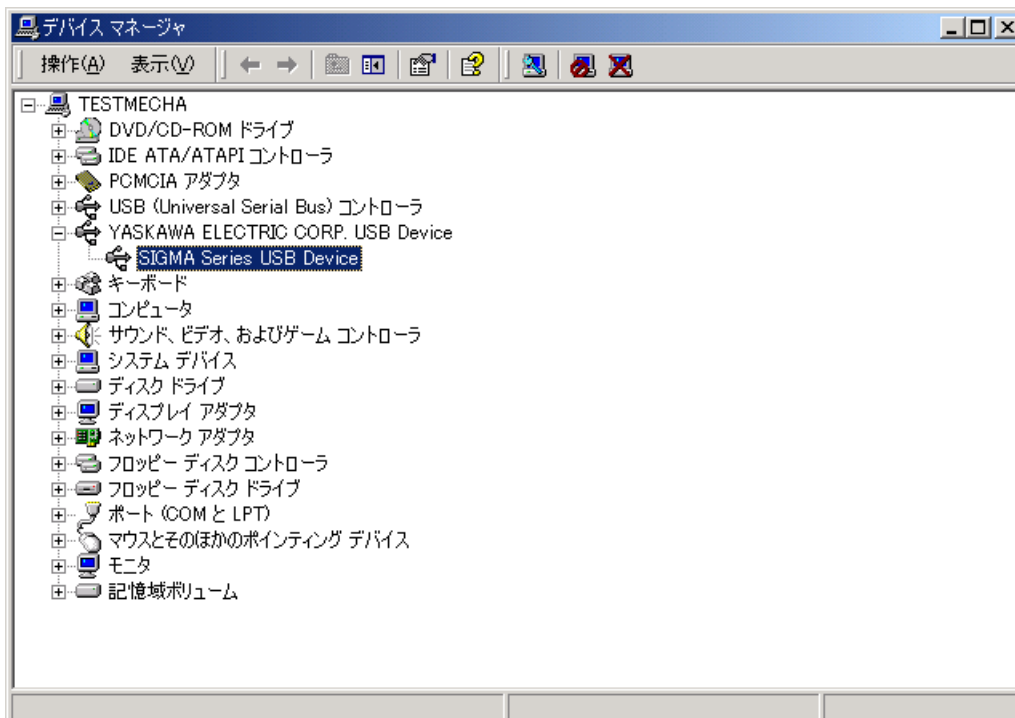 デバイス マネージャ
操作(A) 表示(V)
TESTMECHA
DVD/CD-ROM ドライブ
IDE ATA/ATAPI コントローラ
PCMCIA アダプタ
USB (Universal Serial Bus) コントローラ
YASKAWA ELECTRIC CORP. USB Device
SIGMA Series USB Device
キーボード
コンピュータ
サウンド、ビデオ、およびゲーム コントローラ
システム デバイス
ディスク ドライブ
ディスプレイ アダプタ
ネットワーク アダプタ
フロッピー ディスク コントローラ
フロッピー ディスク ドライブ
ポート (COM と LPT)
マウスとそのほかのポインティング デバイス
モニタ
記憶域ボリューム